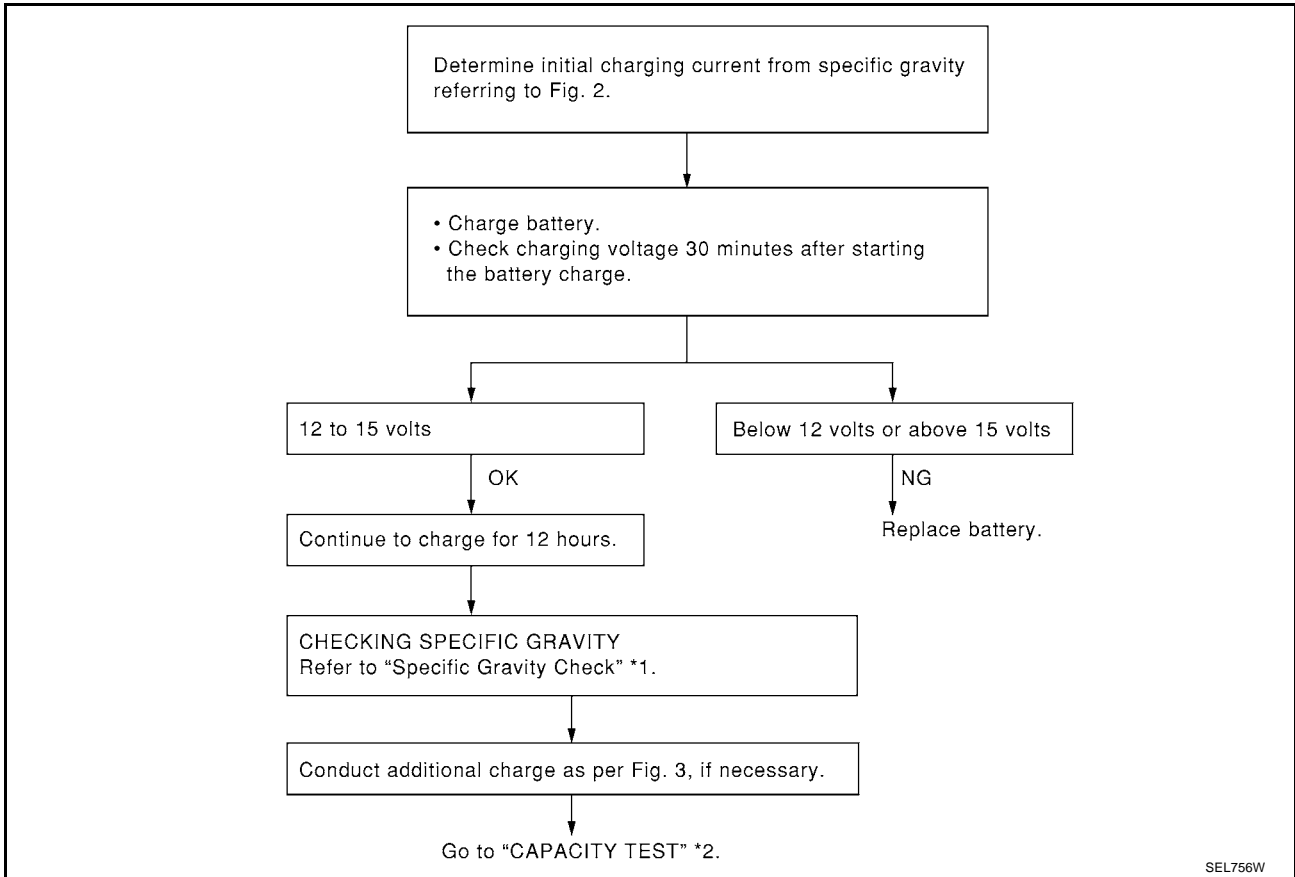 Determine initial charging current from specific gravity
referring to Fig. 2.
• Charge battery.
• Check charging voltage 30 minutes after starting
the battery charge.
12 to 15 volts
Below 12 volts or above 15 volts
OK
NG
Continue to charge for 12 hours.
Replace battery.
CHECKING SPECIFIC GRAVITY
Refer to “Specific Gravity Check” *1.
Conduct additional charge as per Fig. 3, if necessary.
Go to “CAPACITY TEST” *2.
SEL756W